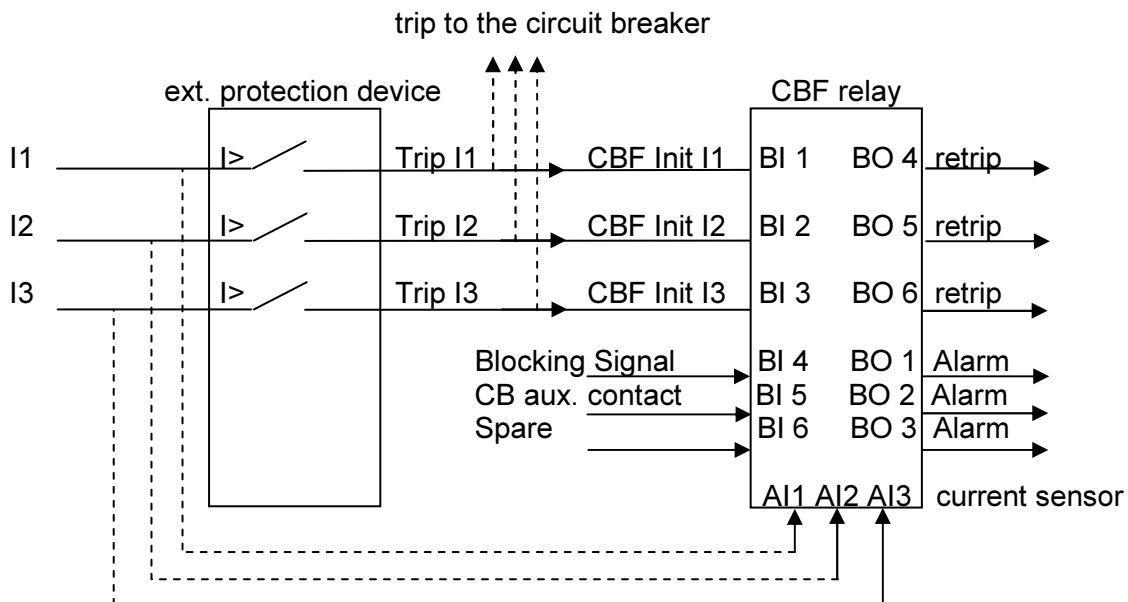 trip to the circuit breaker
ext. protection device
CBF relay
I1 I> Trip I1 CBF Init I1 BI 1 BO 4 retrip
I2 I> Trip I2 CBF Init I2 BI 2 BO 5 retrip
I3 I> Trip I3 CBF Init I3 BI 3 BO 6 retrip
Blocking Signal BI 4 BO 1 Alarm
CB aux. contact BI 5 BO 2 Alarm
Spare BI 6 BO 3 Alarm
AI1 AI2 AI3 current sensor